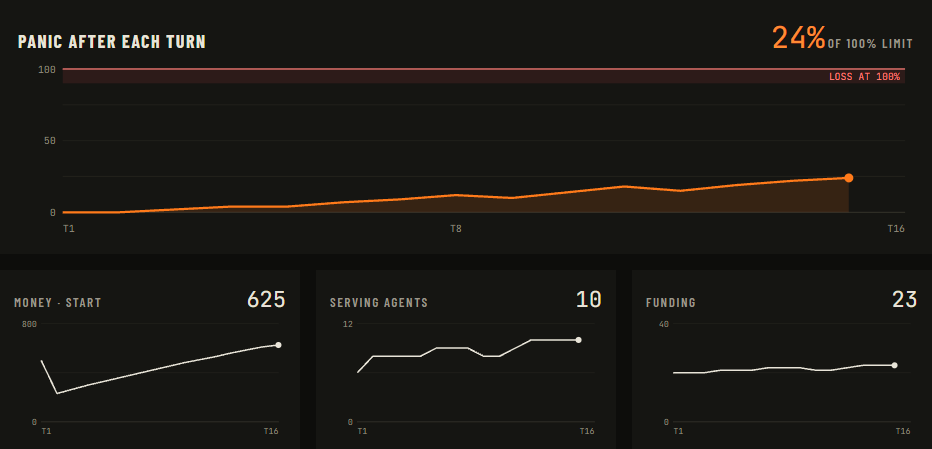 PANIC AFTER EACH TURN
24% OF 100% LIMIT
100
LOSS AT 100%
50
0
T1 T8 T16
MONEY · START 625
800
0
T1 T16
SERVING AGENTS 10
12
0
T1 T16
FUNDING 23
40
0
T1 T16